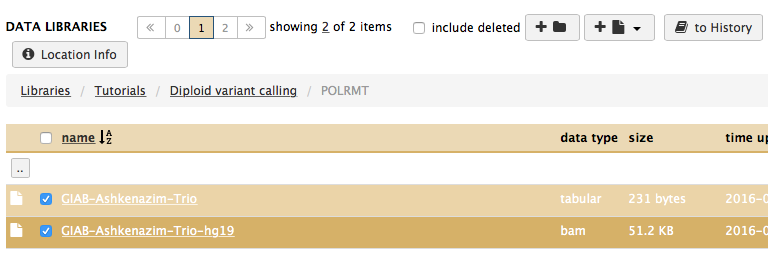 DATA LIBRARIES « 0 1 2 » showing 2 of 2 items include deleted + + to History
Location Info
Libraries / Tutorials / Diploid variant calling / POLRMT
name data type size time up
..
GIAB-Ashkenazim-Trio tabular 231 bytes 2016-0
GIAB-Ashkenazim-Trio-hg19 bam 51.2 KB 2016-0